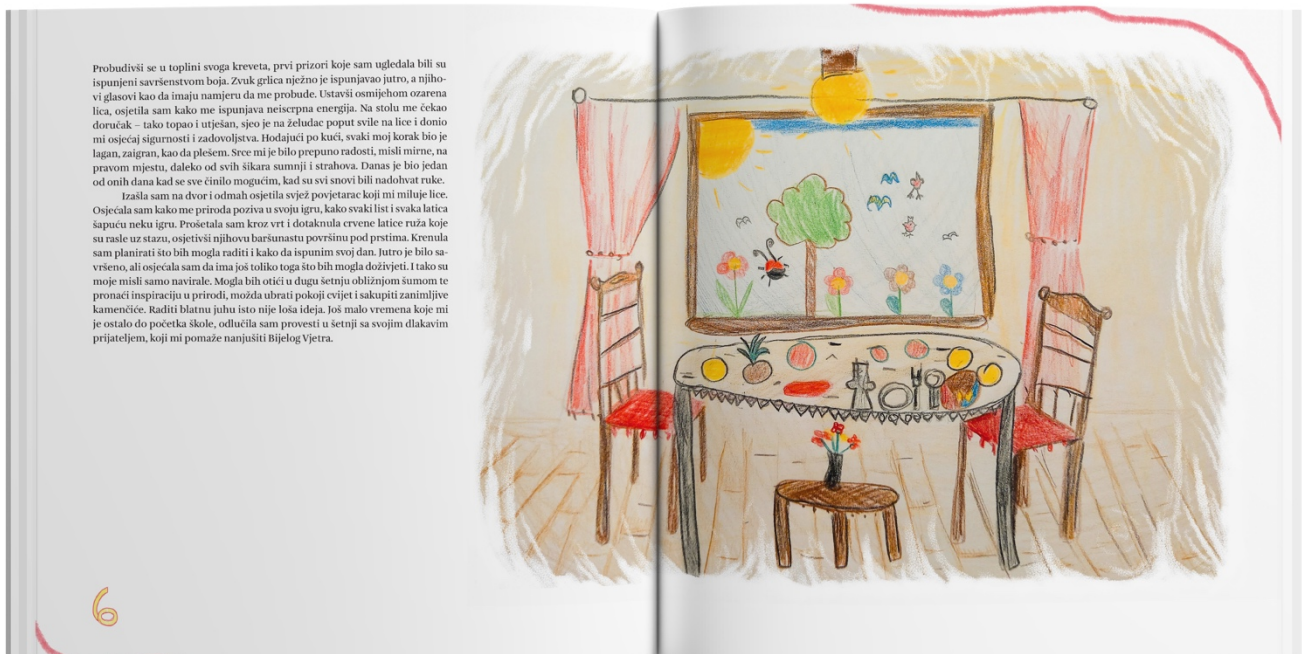 Probudivši se u toplini svoga kreveta, prvi prizori koje sam ugledala bili su
ispunjeni savršenstvom boja. Zvuk grlica nježno je ispunjavao jutro, a njiho-
vi glasovi kao da imaju namjeru da me probude. Ustavši osmijehom ozarena
lica, osjetila sam kako me ispunjava neiscrpna energija. Na stolu me čekao
doručak – tako topao i utješan, sjeo je na želudac poput svile na lice i donio
mi osjećaj sigurnosti i zadovoljstva. Hodajući po kući, svaki moj korak bio je
lagan, zaigran, kao da plešem. Srce mi je bilo prepuno radosti, misli mirne, na
pravom mjestu, daleko od svih šikara sumnji i strahova. Danas je bio jedan
od onih dana kad se sve činilo mogućim, kad su svi snovi bili nadohvat ruke.
Izašla sam na dvor i odmah osjetila svjež povjetarac koji mi miluje lice.
Osjećala sam kako me priroda poziva u svoju igru, kako svaki list i svaka latica
šapuću neku igru. Prošetala sam kroz vrt i dotaknula crvene latice ruža koje
su rasle uz stazu, osjetivši njihovu baršunastu površinu pod prstima. Krenula
sam planirati što bih mogla raditi i kako da ispunim svoj dan. Jutro je bilo sa-
vršeno, ali osjećala sam da ima još toliko toga što bih mogla doživjeti. I tako su
moje misli samo navirale. Mogla bih otići u dugu šetnju obližnjom šumom te
pronaći inspiraciju u prirodi, možda ubrati pokoji cvijet i sakupiti zanimljive
kamenčiće. Raditi blatnu juhu isto nije loša ideja. Još malo vremena koje mi
je ostalo do početka škole, odlučila sam provesti u šetnji sa svojim dlakavim
prijateljem, koji mi pomaže nanjušiti Bijelog Vjetra.
6